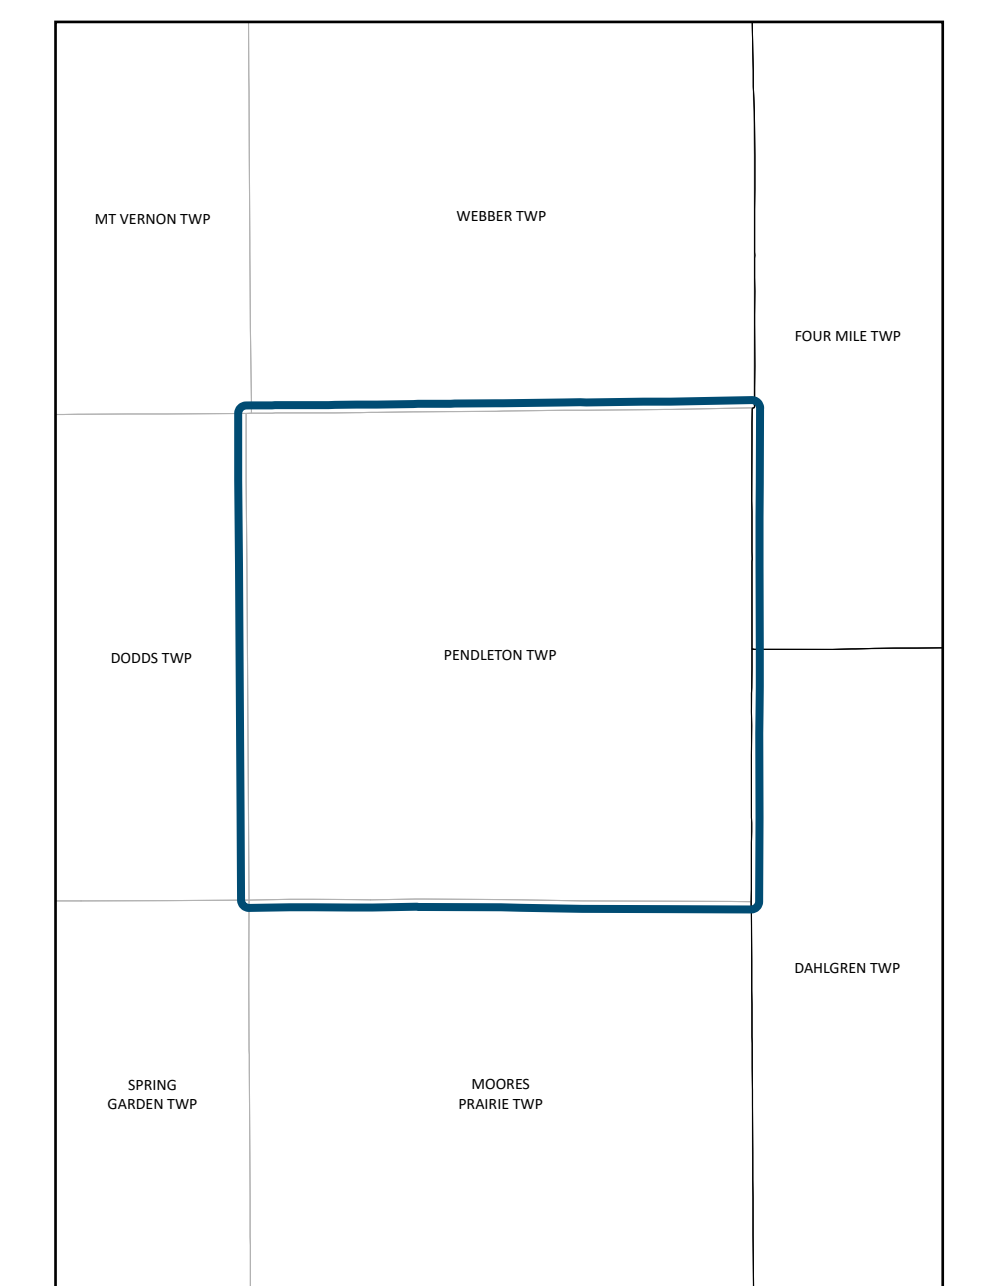 MT VERNON TWP
WEBBER TWP
FOUR MILE TWP
DODDS TWP
PENDLETON TWP
DAHLGREN TWP
SPRING
GARDEN TWP
MOORES
PRAIRIE TWP